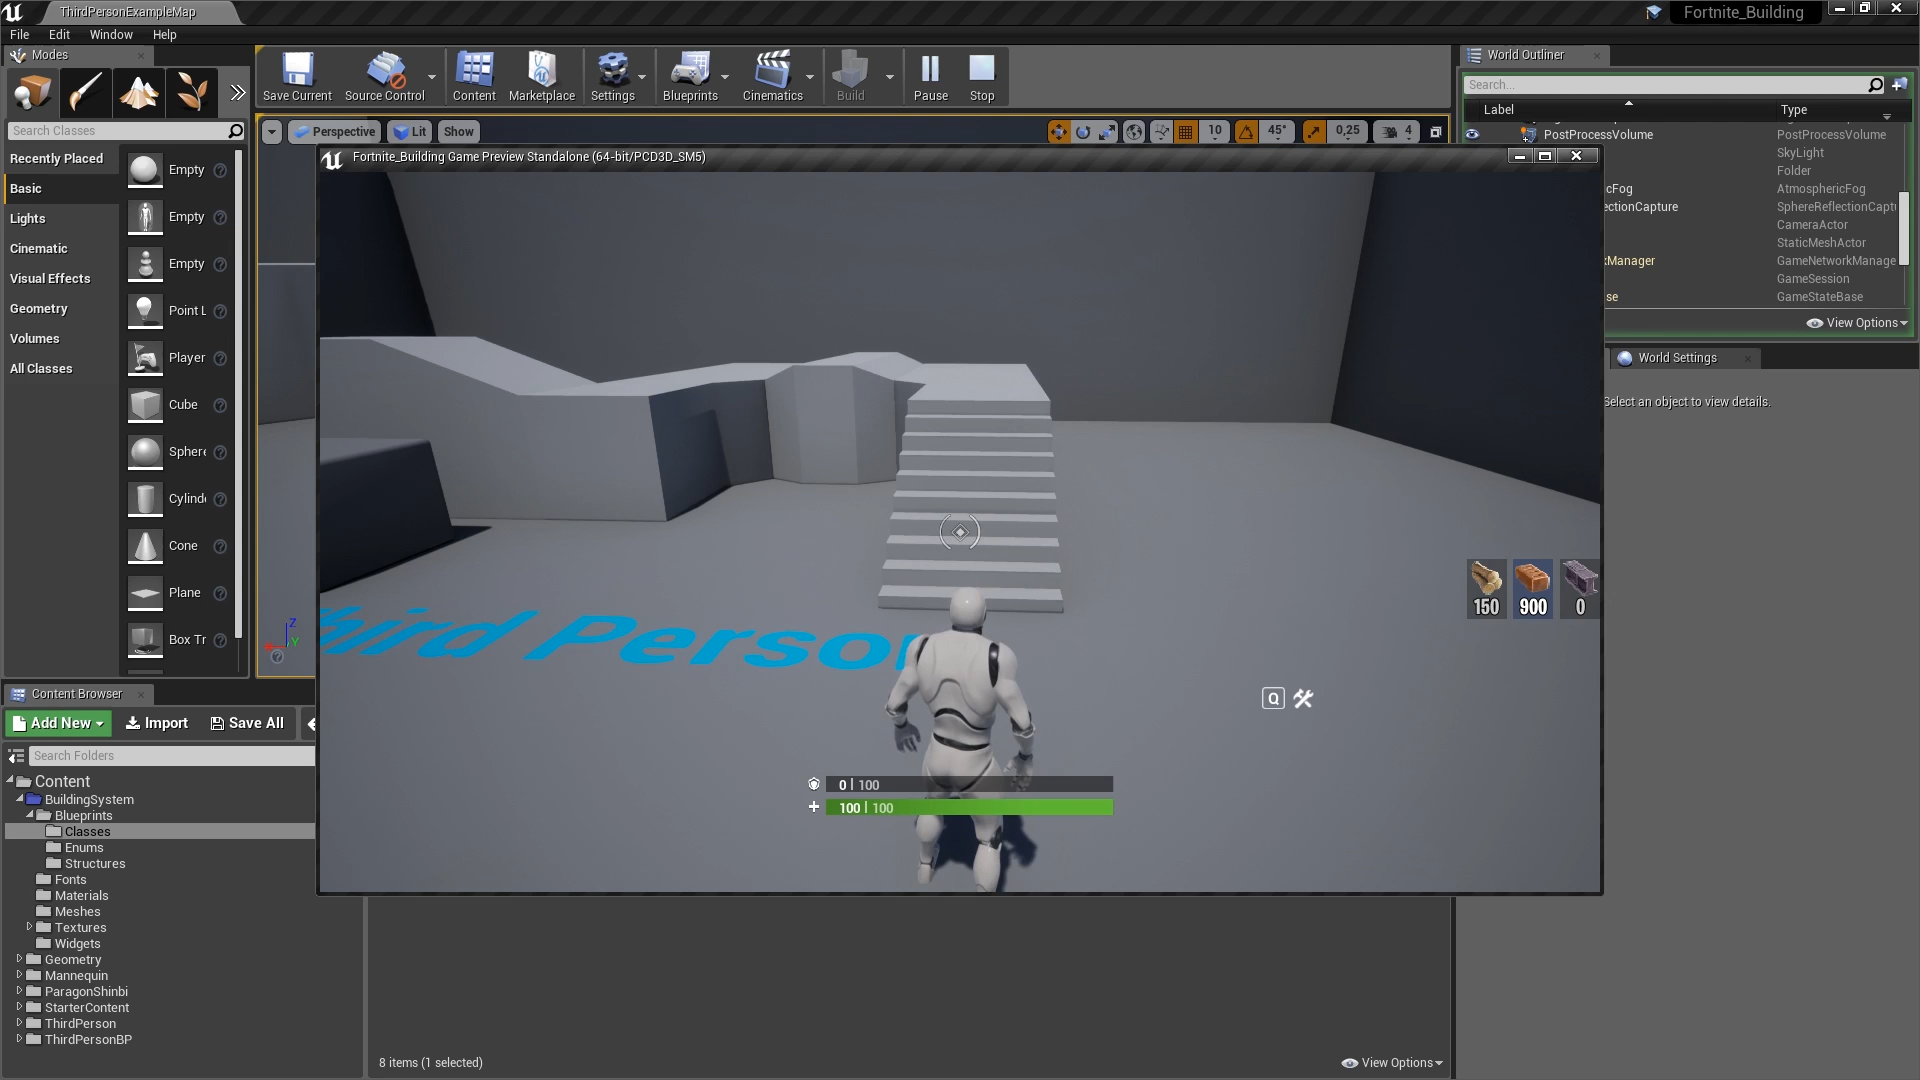 ThirdPersonExampleMap
Fortnite_Building
File Edit Window Help
Modes
World Outliner
Save Current
Source Control
Content
Marketplace
Settings
Blueprints
Cinematics
Build
Pause
Stop
Search...
Label
Type
Search Classes
Perspective
Lit
Show
10
45°
0,25
4
PostProcessVolume PostProcessVolume
SkyLight
Folder
cFog AtmosphericFog
ectionCapture SphereReflectionCaptu
CameraActor
StaticMeshActor
kManager GameNetworkManage
GameSession
se GameStateBase
View Options
World Settings
Select an object to view details.
Recently Placed
Basic
Lights
Cinematic
Visual Effects
Geometry
Volumes
All Classes
Empty
Empty
Empty
Point L
Player
Cube
Sphere
Cylinde
Cone
Plane
Box Tr
Fortnite_Building Game Preview Standalone (64-bit/PCD3D_SM5)
150
900
0
Third Person
Q
0 | 100
100 | 100
Z
Y
Content Browser
Add New
Import
Save All
Search Folders
Content
BuildingSystem
Blueprints
Classes
Enums
Structures
Fonts
Materials
Meshes
Textures
Widgets
Geometry
Mannequin
ParagonShinbi
StarterContent
ThirdPerson
ThirdPersonBP
8 items (1 selected)
View Options